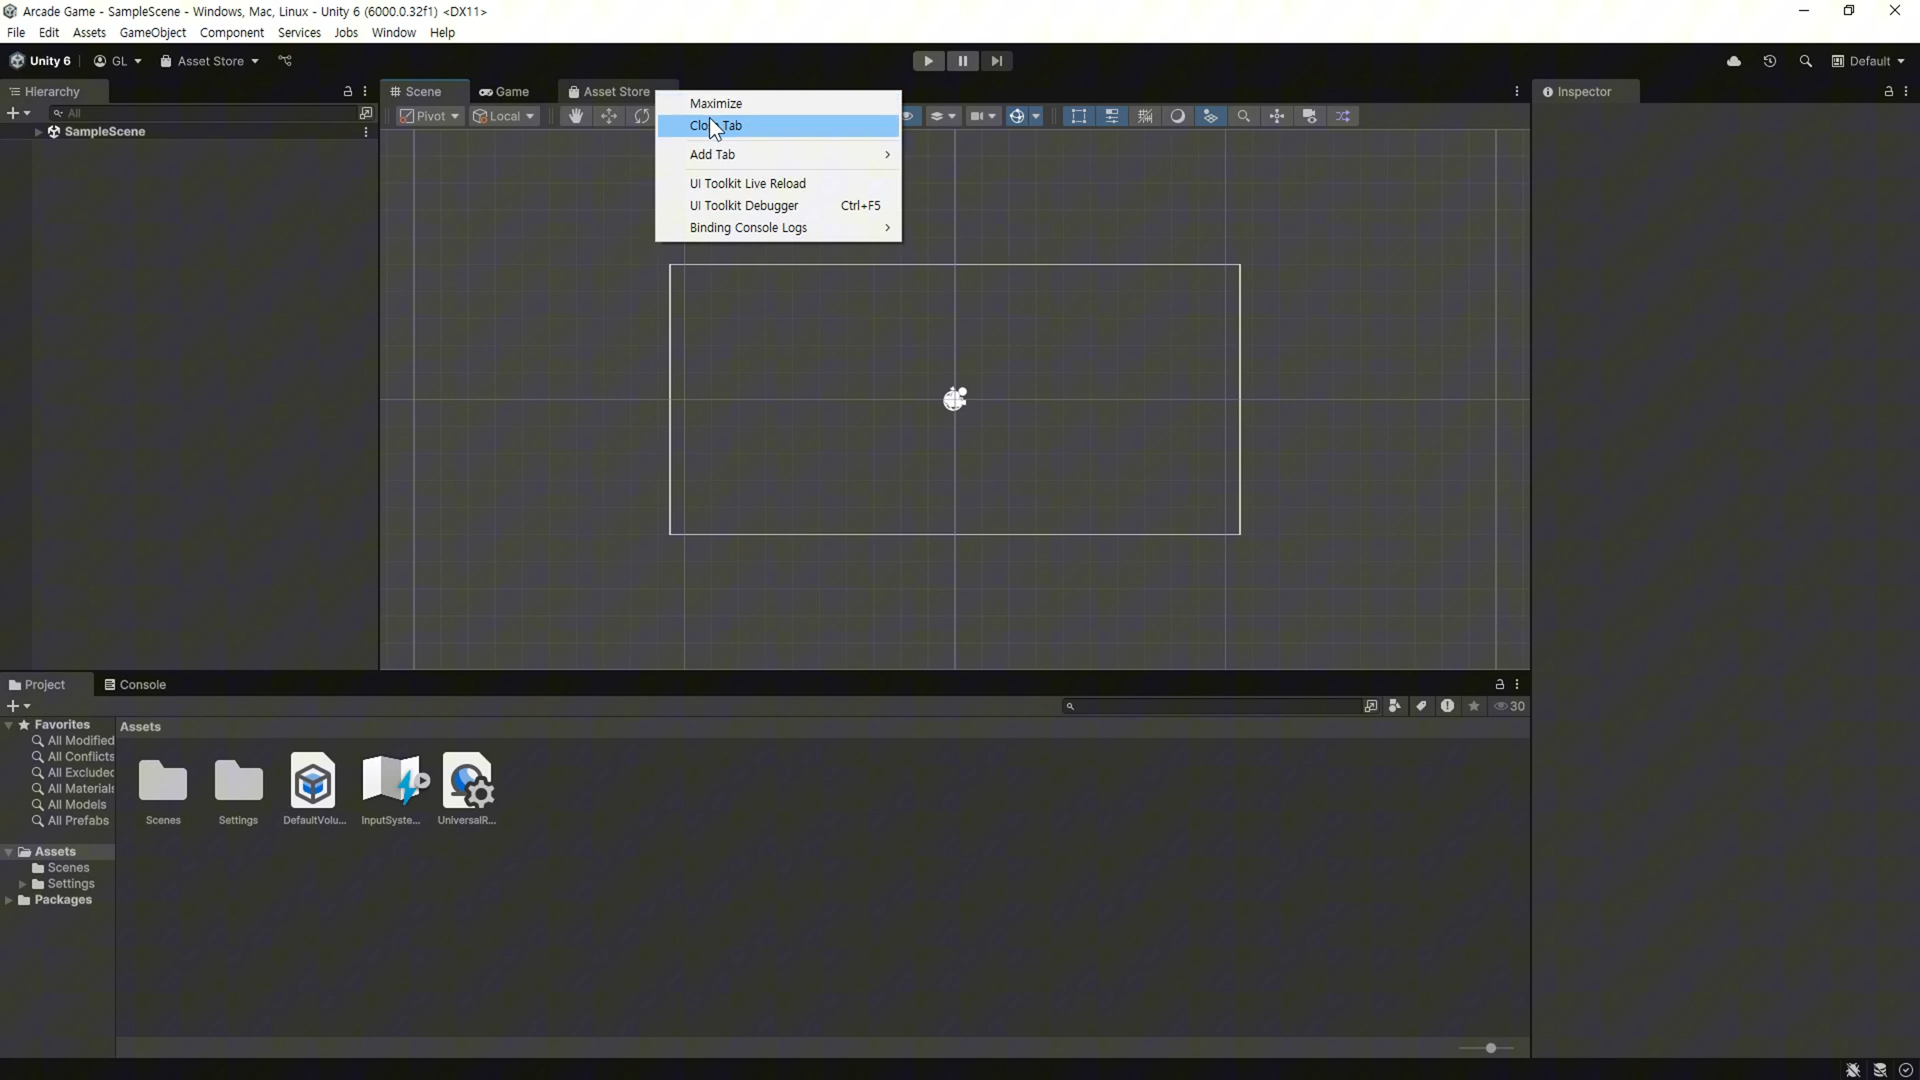 Arcade Game - SampleScene - Windows, Mac, Linux - Unity 6 (6000.0.32f1) <DX11>
File Edit Assets GameObject Component Services Jobs Window Help
Unity 6 GL Asset Store Default
Hierarchy
All
SampleScene
Scene Game Asset Store
Pivot Local
Maximize
Tab
Add Tab
UI Toolkit Live Reload
UI Toolkit Debugger Ctrl+F5
Binding Console Logs
Inspector
Project Console
30
Favorites
All Modified
All Conflicts
All Excluded
All Materials
All Models
All Prefabs
Assets
Scenes
Settings
Packages
Assets
Scenes Settings DefaultVolu... InputSyste... UniversalR...